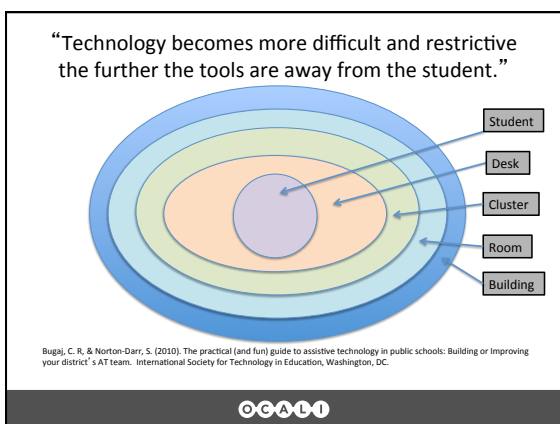 “Technology becomes more difficult and restrictive
the further the tools are away from the student.”
Student
Desk
Cluster
Room
Building
Bugaj, C. R, & Norton-Darr, S. (2010). The practical (and fun) guide to assistive technology in public schools: Building or Improving
your district’s AT team.  International Society for Technology in Education, Washington, DC.
OCALI